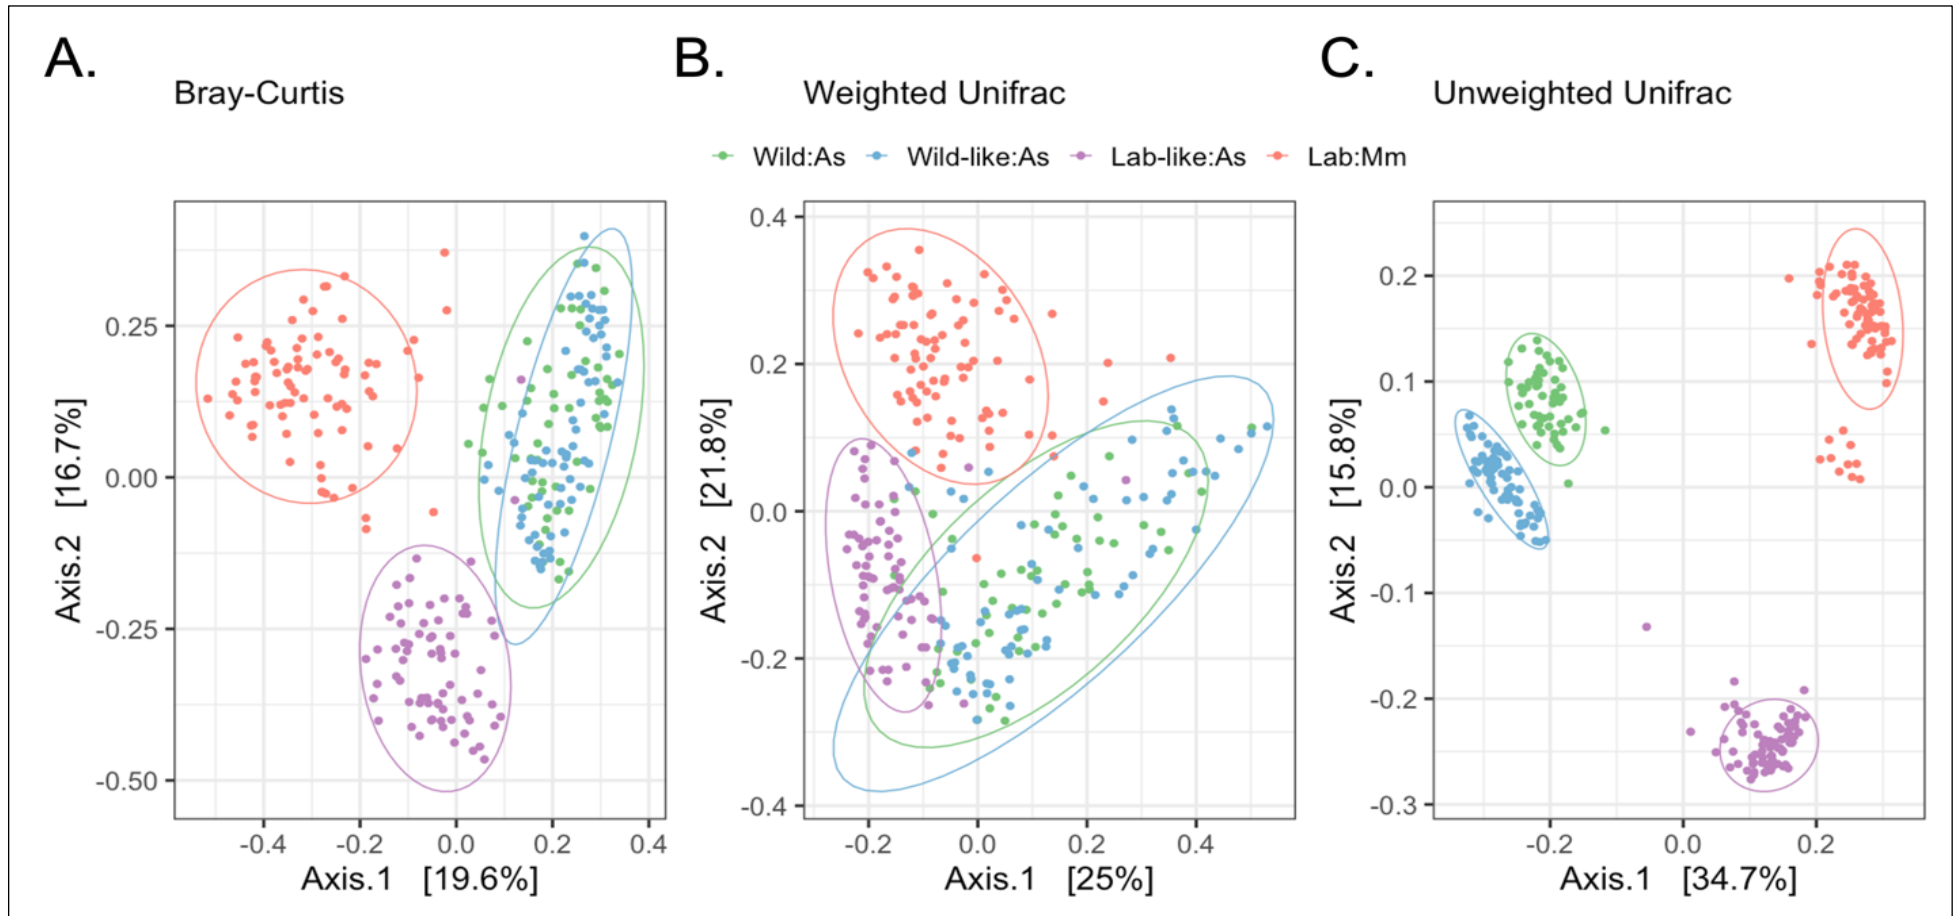 A.
B.
C.
Bray-Curtis
Weighted Unifrac
Unweighted Unifrac
Wild:As
Wild-like:As
Lab-like:As
Lab:Mm
Axis.2 [16.7%]
0.25
0.00
-0.25
-0.50
-0.4
-0.2
0.0
0.2
0.4
Axis.1 [19.6%]
Axis.2 [21.8%]
0.4
0.2
0.0
-0.2
-0.4
-0.2
0.0
0.2
0.4
Axis.1 [25%]
Axis.2 [15.8%]
0.2
0.1
0.0
-0.1
-0.2
-0.3
-0.2
0.0
0.2
Axis.1 [34.7%]